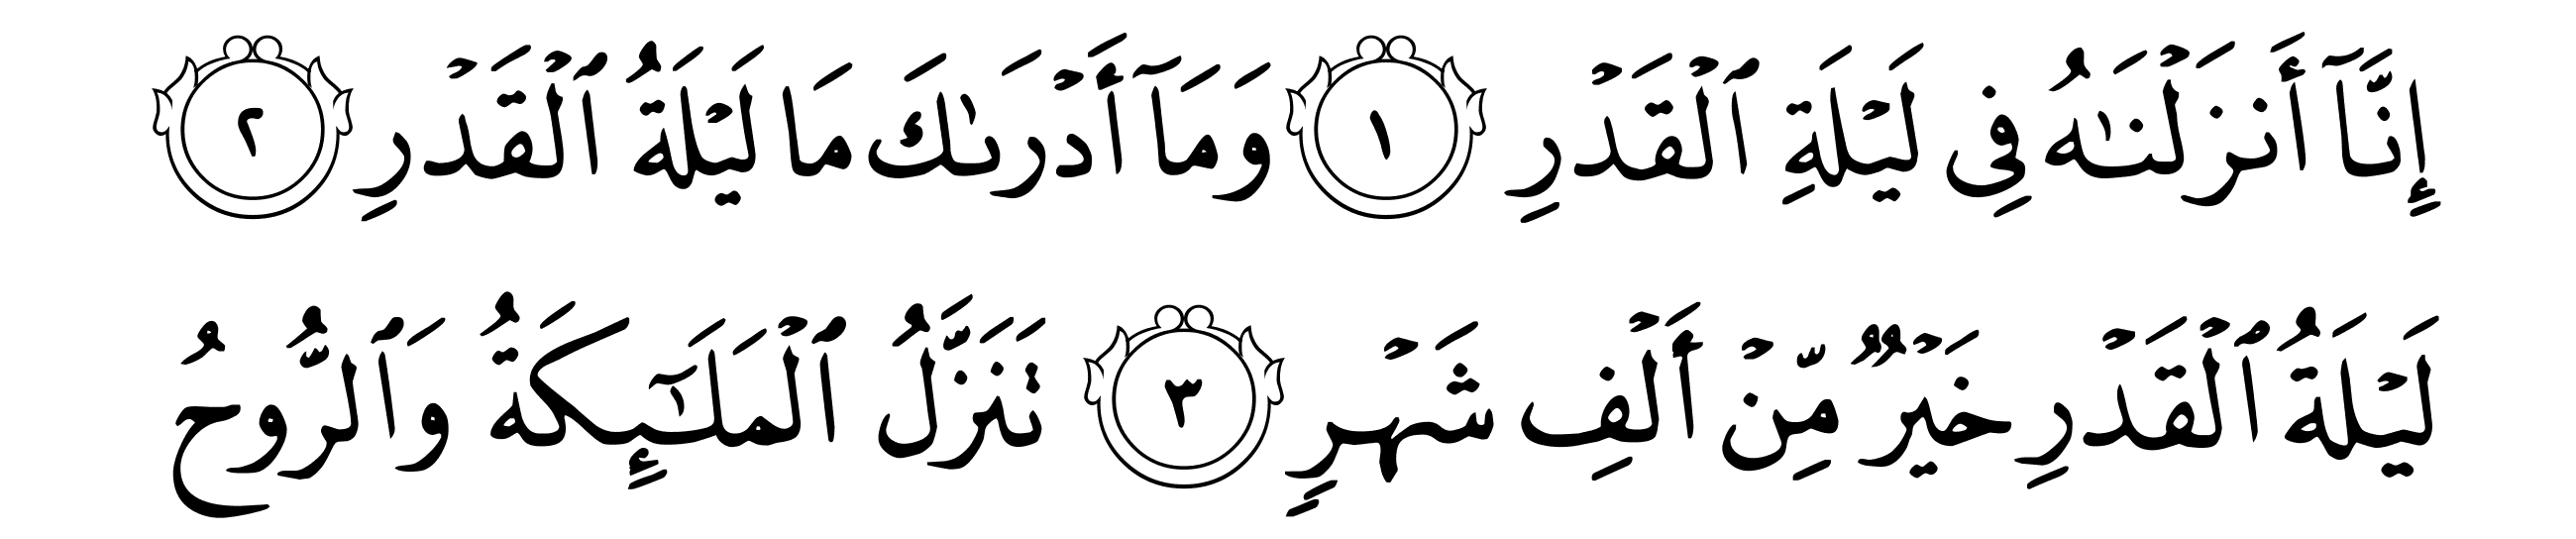 إِنَّآ أَنزَلْنَـٰهُ فِى لَيْلَةِ ٱلْقَدْرِ ١ وَمَآ أَدْرَىٰكَ مَا لَيْلَةُ ٱلْقَدْرِ ٢
لَيْلَةُ ٱلْقَدْرِ خَيْرٌ مِّنْ أَلْفِ شَهْرٍ ٣ تَنَزَّلُ ٱلْمَلَـٰٓئِكَةُ وَٱلرُّوحُ